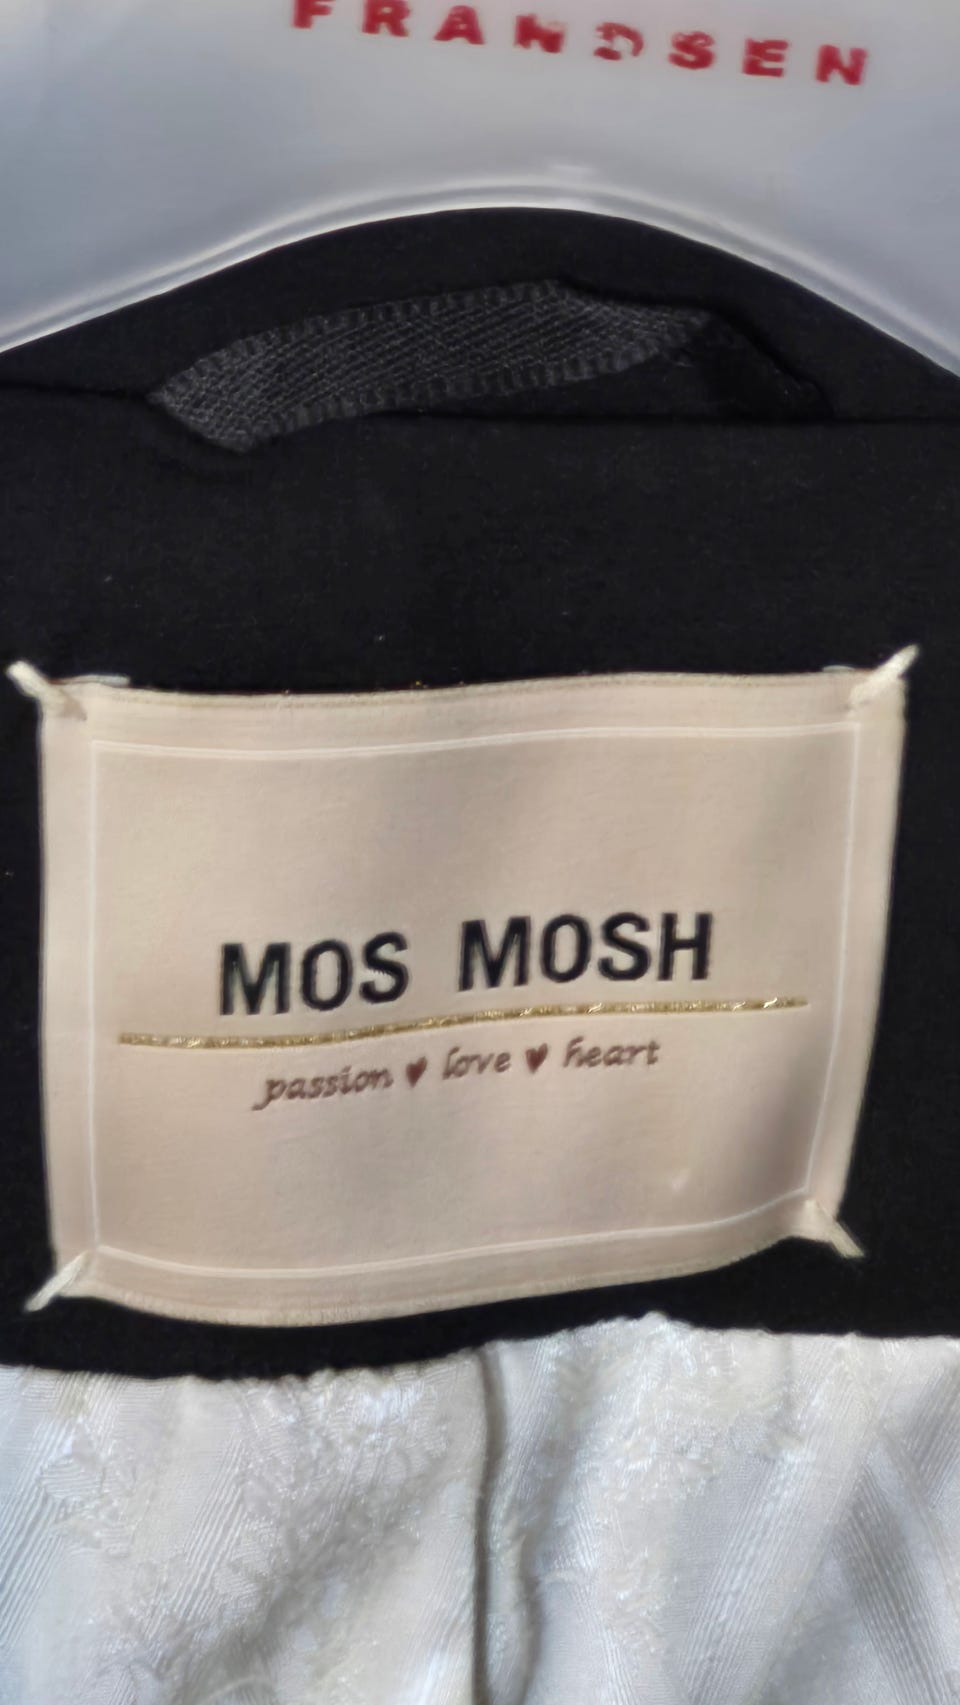 FRANDSEN
MOS MOSH
passion ♥ love ♥ heart